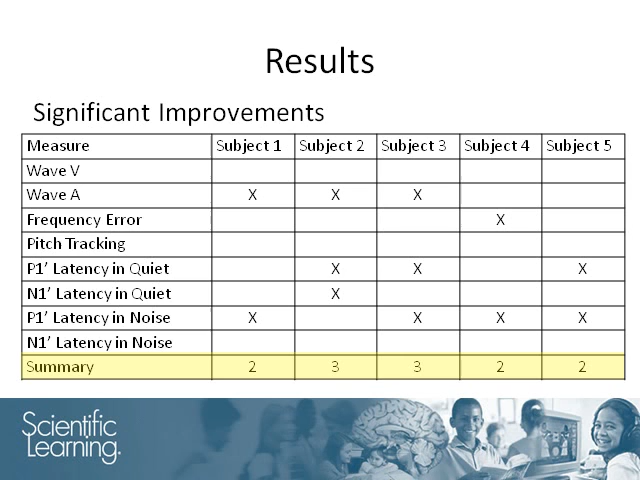 Results
Significant Improvements
Measure Subject 1 Subject 2 Subject 3 Subject 4 Subject 5
Wave V
Wave A X X X
Frequency Error X
Pitch Tracking
P1’ Latency in Quiet X X X
N1’ Latency in Quiet X
P1’ Latency in Noise X X X X
N1’ Latency in Noise
Summary 2 3 3 2 2
Scientific
Learning.